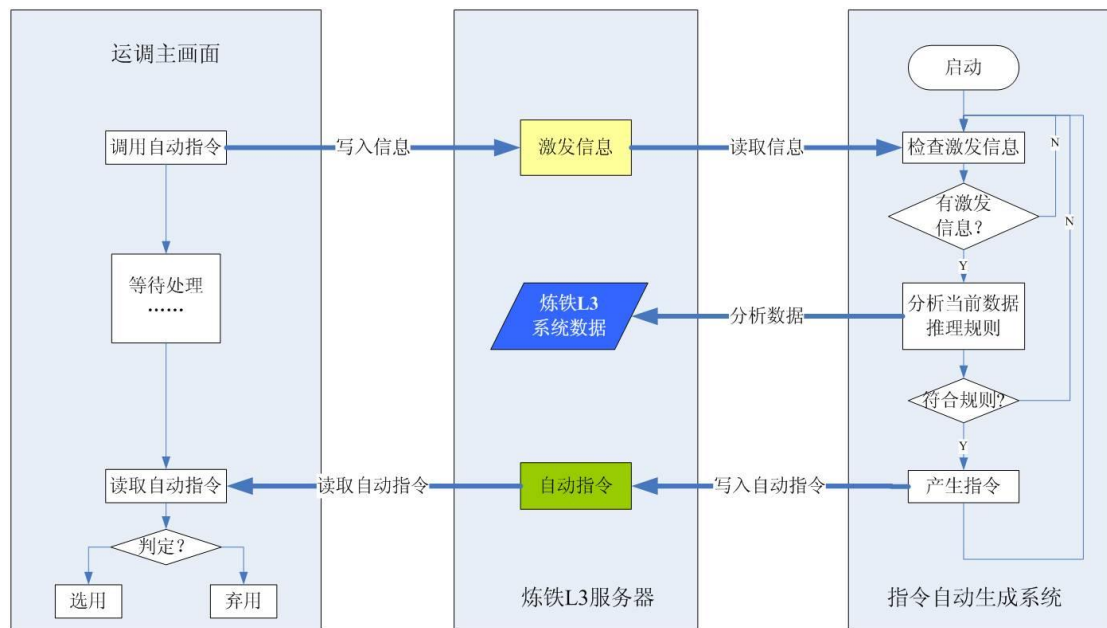 运调主画面
调用自动指令
等待处理
……
读取自动指令
判定？
选用
弃用
写入信息
读取自动指令
激发信息
炼铁L3
系统数据
自动指令
炼铁L3服务器
读取信息
分析数据
写入自动指令
启动
检查激发信息
N
有激发
信息？
N
Y
分析当前数据
推理规则
符合规则？
Y
产生指令
指令自动生成系统